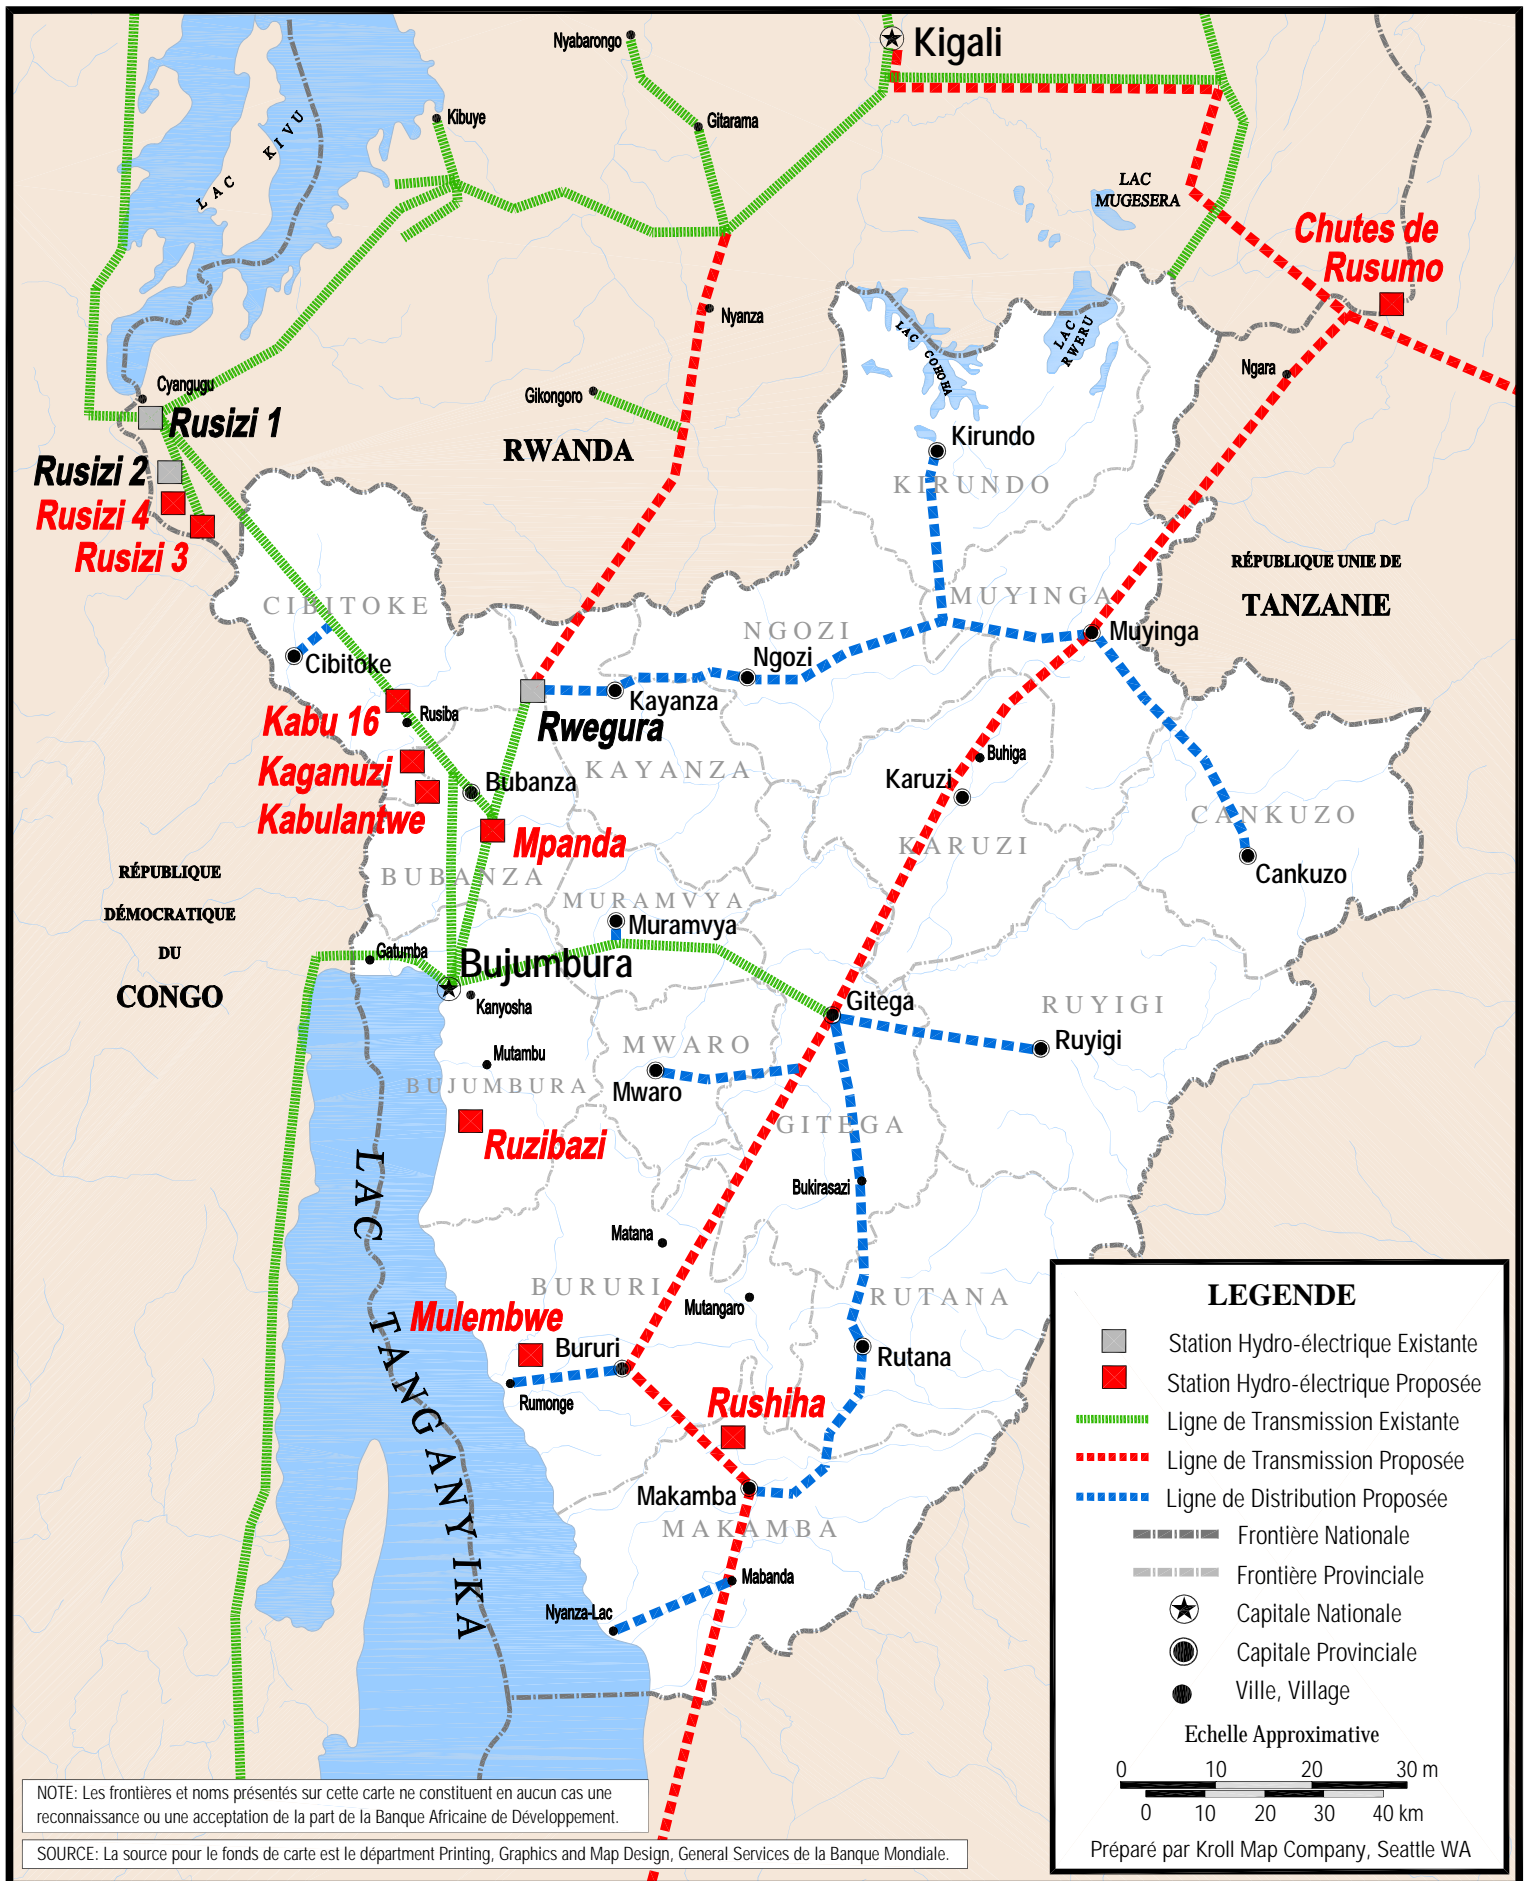 Nyabarongo
Kigali
Kibuye
Gitarama
LAC KIVU
LAC
MUGESERA
Chutes de
Rusumo
Nyanza
LAC COHOHA
LAC
RWERU
Ngara
Cyangugu
Gikongoro
Rusizi 1
RWANDA
Kirundo
KIRUNDO
Rusizi 2
Rusizi 4
Rusizi 3
RÉPUBLIQUE UNIE DE
TANZANIE
CIBITOKE
MUYINGA
NGOZI
Muyinga
Cibitoke
Ngozi
Kayanza
Kabu 16
Rusiba
Rwegura
Buhiga
Kaganuzi
Bubanza
KAYANZA
Karuzi
Kabulantwe
CANKUZO
Mpanda
KARUZI
RÉPUBLIQUE
DÉMOCRATIQUE
DU
CONGO
BUBANZA
Cankuzo
MURAMVYA
Muramvya
Gatumba
Bujumbura
Kanyosha
Gitega
RUYIGI
Ruyigi
Mutambu
MWARO
BUJUMBURA
Mwaro
Ruzibazi
GITEGA
LAC TANGANYIKA
Bukirasazi
Matana
BURURI
Mutangaro
RUTANA
Mulembwe
Bururi
Rutana
Rumonge
Rushiha
Makamba
MAKAMBA
Mabanda
Nyanza-Lac
LEGENDE
Station Hydro-électrique Existante
Station Hydro-électrique Proposée
Ligne de Transmission Existante
Ligne de Transmission Proposée
Ligne de Distribution Proposée
Frontière Nationale
Frontière Provinciale
Capitale Nationale
Capitale Provinciale
Ville, Village
Echelle Approximative
0 10 20 30 m
0 10 20 30 40 km
Préparé par Kroll Map Company, Seattle WA
NOTE: Les frontières et noms présentés sur cette carte ne constituent en aucun cas une
reconnaissance ou une acceptation de la part de la Banque Africaine de Développement.
SOURCE: La source pour le fonds de carte est le départment Printing, Graphics and Map Design, General Services de la Banque Mondiale.